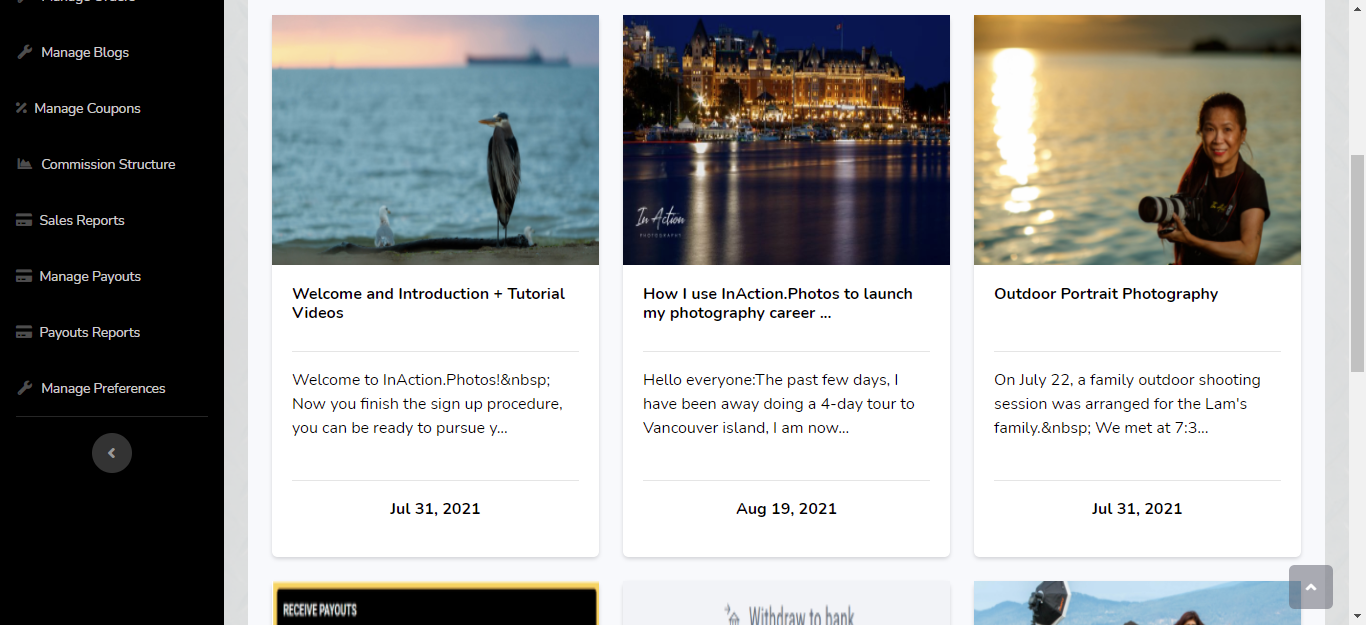 Manage Blogs
Manage Coupons
Commission Structure
Sales Reports
Manage Payouts
Payouts Reports
Manage Preferences
In Action
PHOTOGRAPHY
Welcome and Introduction + Tutorial
Videos
Welcome to InAction.Photos!&nbsp;
Now you finish the sign up procedure,
you can be ready to pursue y...
Jul 31, 2021
How I use InAction.Photos to launch
my photography career ...
Hello everyone:The past few days, I
have been away doing a 4-day tour to
Vancouver island, I am now...
Aug 19, 2021
Outdoor Portrait Photography
On July 22, a family outdoor shooting
session was arranged for the Lam's
family.&nbsp; We met at 7:3...
Jul 31, 2021
RECEIVE PAYOUTS
Withdraw to bank